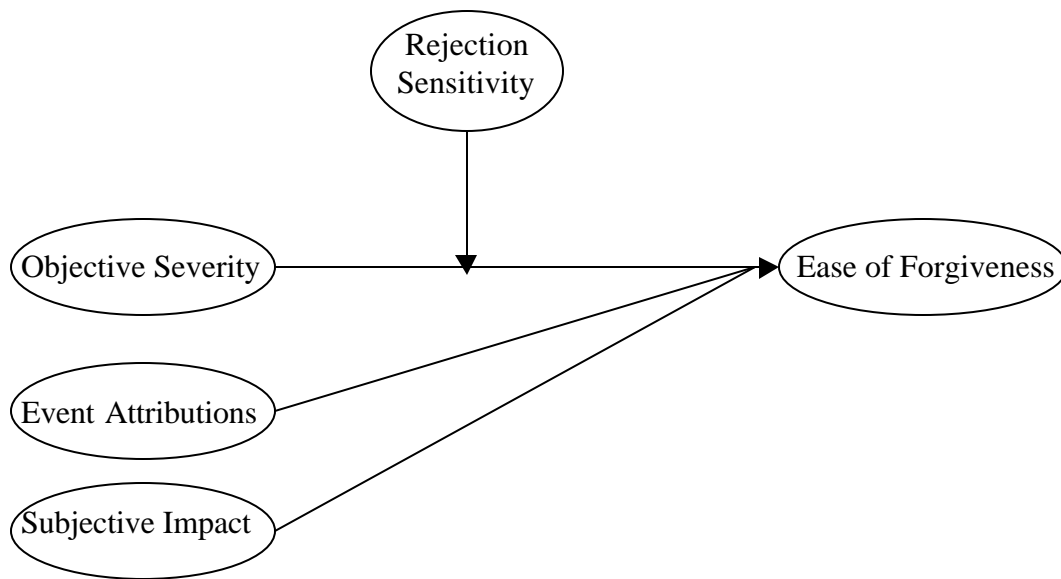 Rejection
Sensitivity
Objective Severity
Ease of Forgiveness
Event Attributions
Subjective Impact